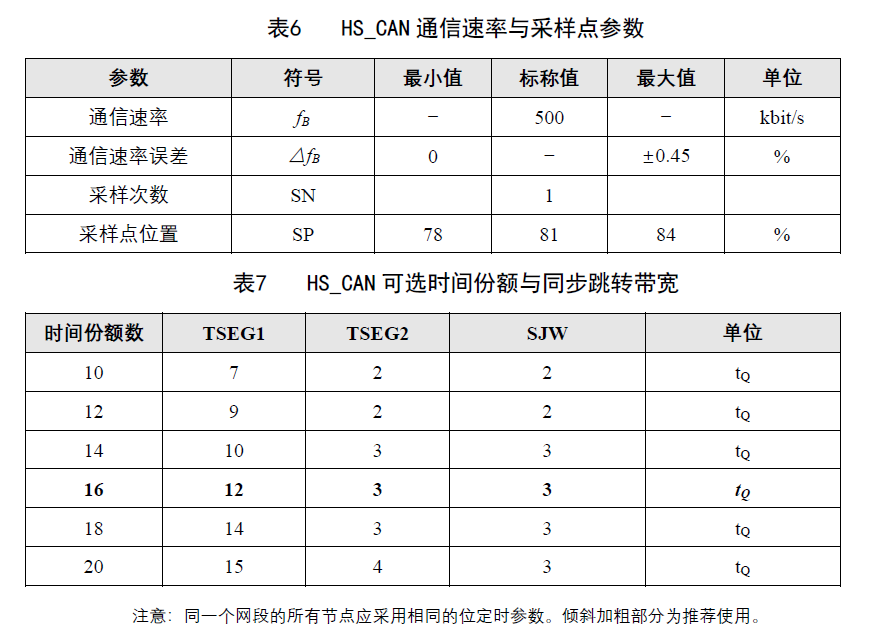 表6 HS_CAN 通信速率与采样点参数
参数 符号 最小值 标称值 最大值 单位
通信速率 fB − 500 − kbit/s
通信速率误差 △fB 0 − ±0.45 %
采样次数 SN 1
采样点位置 SP 78 81 84 %
表7 HS_CAN 可选时间份额与同步跳转带宽
时间份额数 TSEG1 TSEG2 SJW 单位
10 7 2 2 tQ
12 9 2 2 tQ
14 10 3 3 tQ
16 12 3 3 tQ
18 14 3 3 tQ
20 15 4 3 tQ
注意: 同一个网段的所有节点应采用相同的位定时参数。倾斜加粗部分为推荐使用。